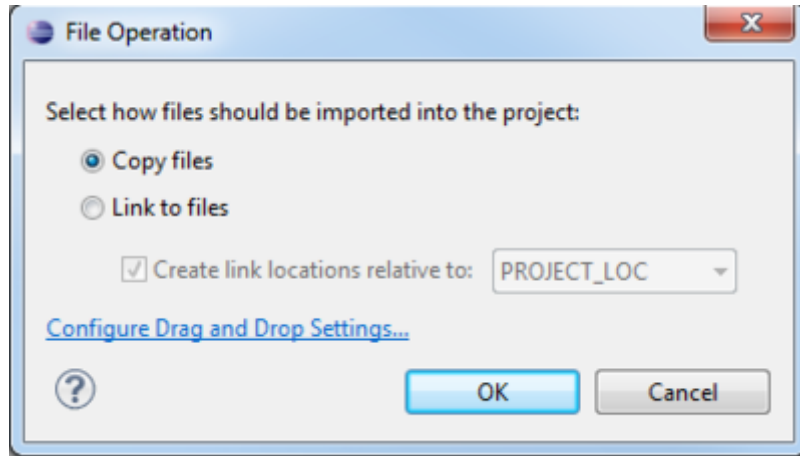 File Operation
Select how files should be imported into the project:
Copy files
Link to files
Create link locations relative to: PROJECT_LOC
Configure Drag and Drop Settings...
? OK Cancel